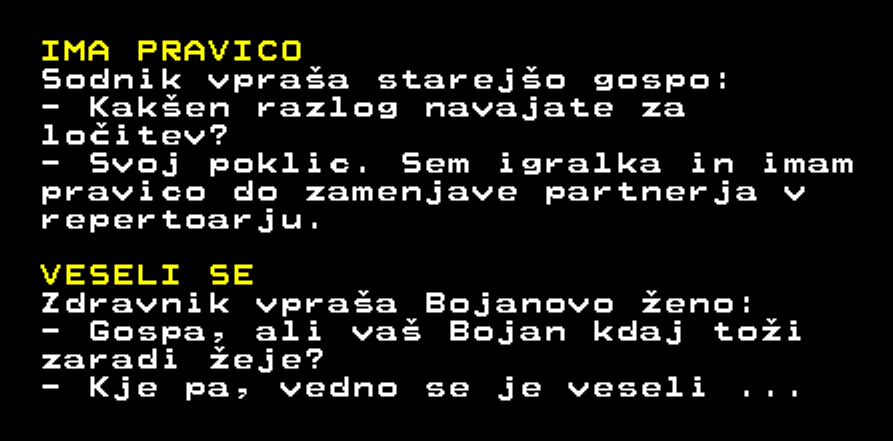 IMA PRAVICO
Sodnik vpraša starejšo gospo:
- Kakšen razlog navajate za
ločitev?
- Svoj poklic. Sem igralka in imam
pravico do zamenjave partnerja v
repertoarju.
VESELI SE
Zdravnik vpraša Bojanovo ženo:
- Gospa, ali vaš Bojan kdaj toži
zaradi žeje?
- Kje pa, vedno se je veseli ...